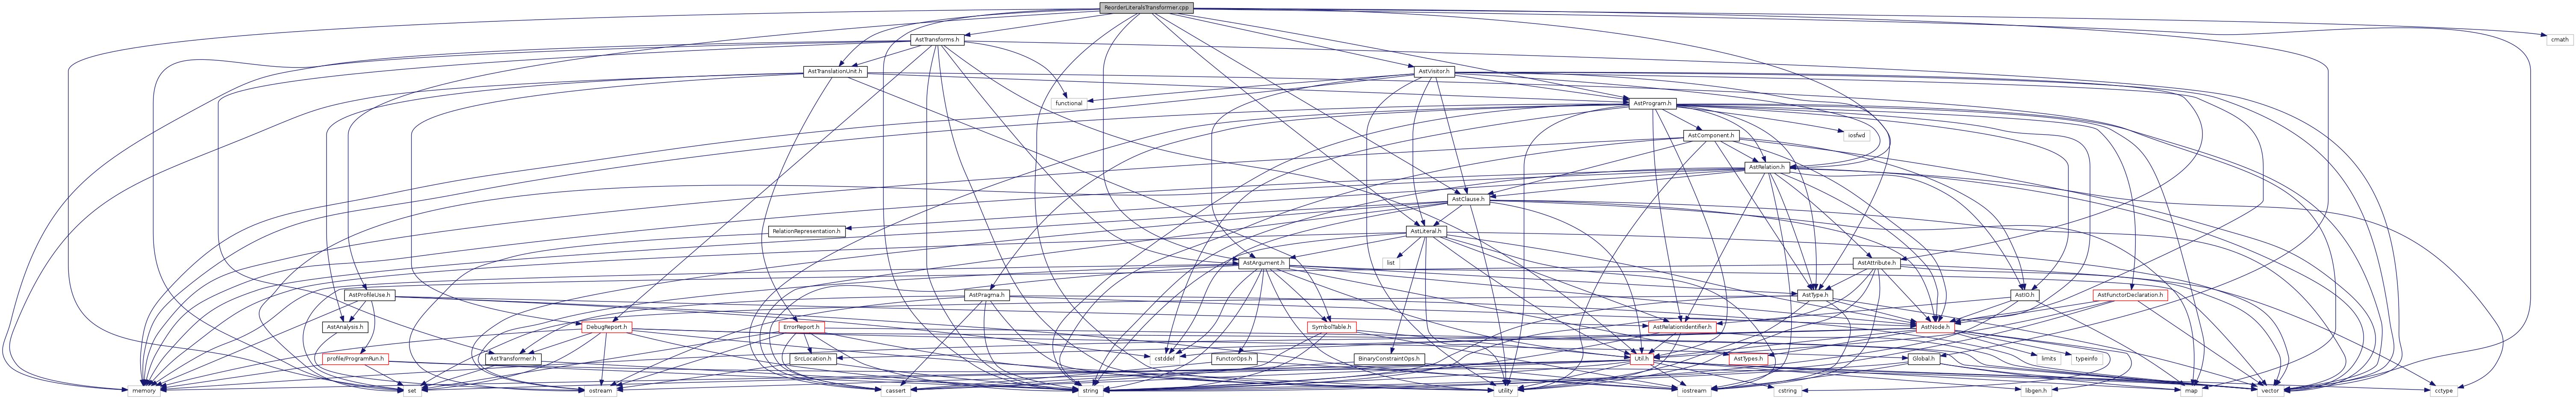 ReorderLiteralsTransformer.cpp
AstTransforms.h
cmath
AstTranslationUnit.h
AstVisitor.h
functional
AstProgram.h
AstComponent.h
iosfwd
AstRelation.h
AstClause.h
RelationRepresentation.h
AstLiteral.h
list
AstArgument.h
AstAttribute.h
AstProfileUse.h
AstPragma.h
AstType.h
AstIO.h
AstFunctorDeclaration.h
AstAnalysis.h
DebugReport.h
ErrorReport.h
SymbolTable.h
AstRelationIdentifier.h
AstNode.h
profile/ProgramRun.h
AstTransformer.h
SrcLocation.h
cstddef
FunctorOps.h
BinaryConstraintOps.h
Util.h
AstTypes.h
Global.h
limits
typeinfo
memory
set
ostream
cassert
string
utility
iostream
cstring
libgen.h
map
vector
cctype